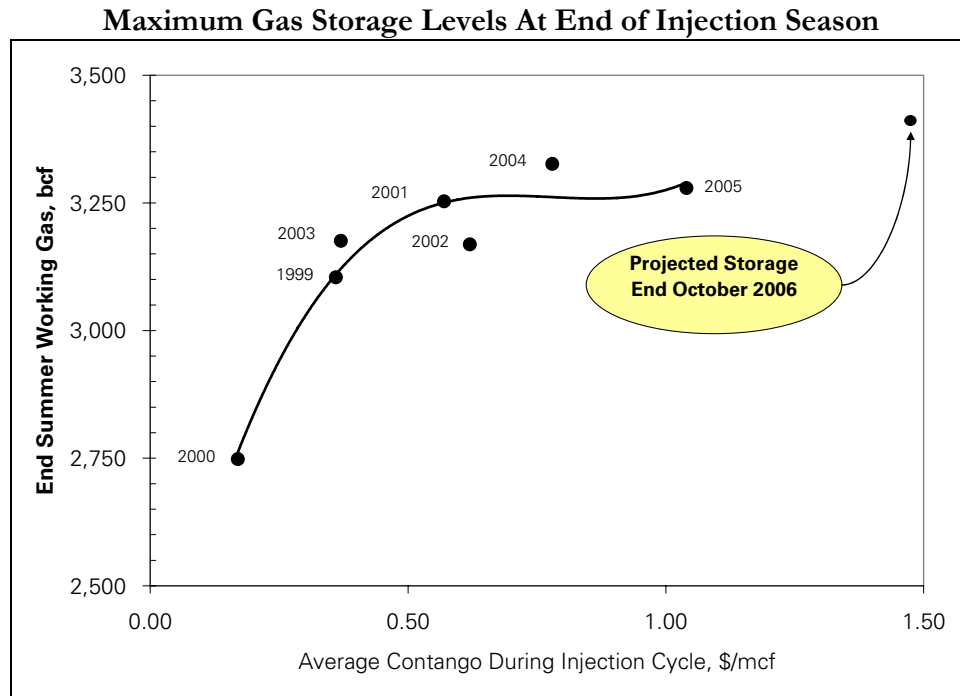 Maximum Gas Storage Levels At End of Injection Season
3,500
3,250
3,000
2,750
2,500
End Summer Working Gas, bcf
2004
2001
2005
2003
2002
1999
2000
Projected Storage
End October 2006
0.00 0.50 1.00 1.50
Average Contango During Injection Cycle, $/mcf